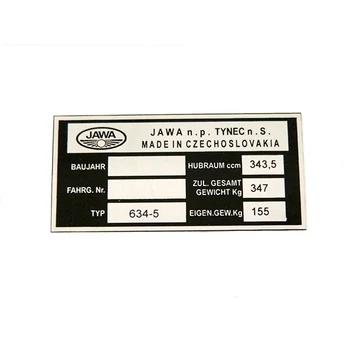 JAWA
JAWA n.p. TYNEC n.S.
MADE IN CZECHOSLOVAKIA
BAUJAHR
HUBRAUM ccm 343,5
FAHRG. Nr.
ZUL. GESAMT
GEWICHT Kg 347
TYP 634-5
EIGEN.GEW.Kg 155